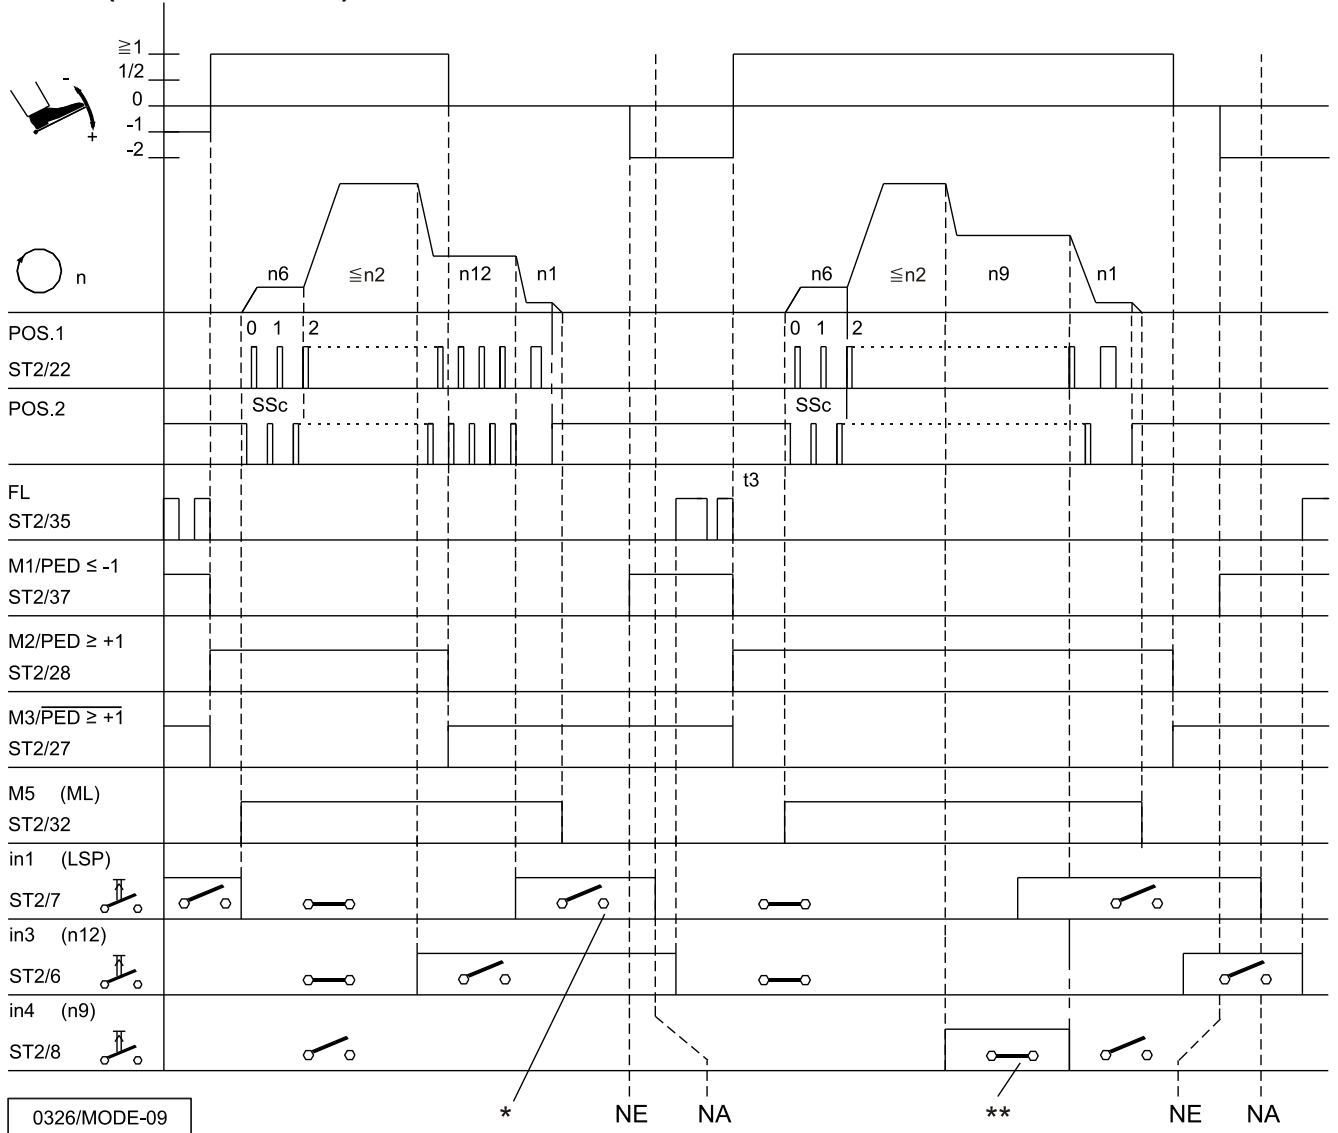 ≧1
1/2
0
-1
-2
-
+
n
n6
≦n2
n12
n1
n6
≦n2
n9
n1
POS.1
0 1 2
0 1 2
ST2/22
POS.2
SSc
SSc
FL
t3
ST2/35
M1/PED ≤ -1
ST2/37
M2/PED ≥ +1
ST2/28
M3/PED ≥ +1
ST2/27
M5 (ML)
ST2/32
in1 (LSP)
ST2/7
in3 (n12)
ST2/6
in4 (n9)
ST2/8
0326/MODE-09
*
NE
NA
**
NE
NA